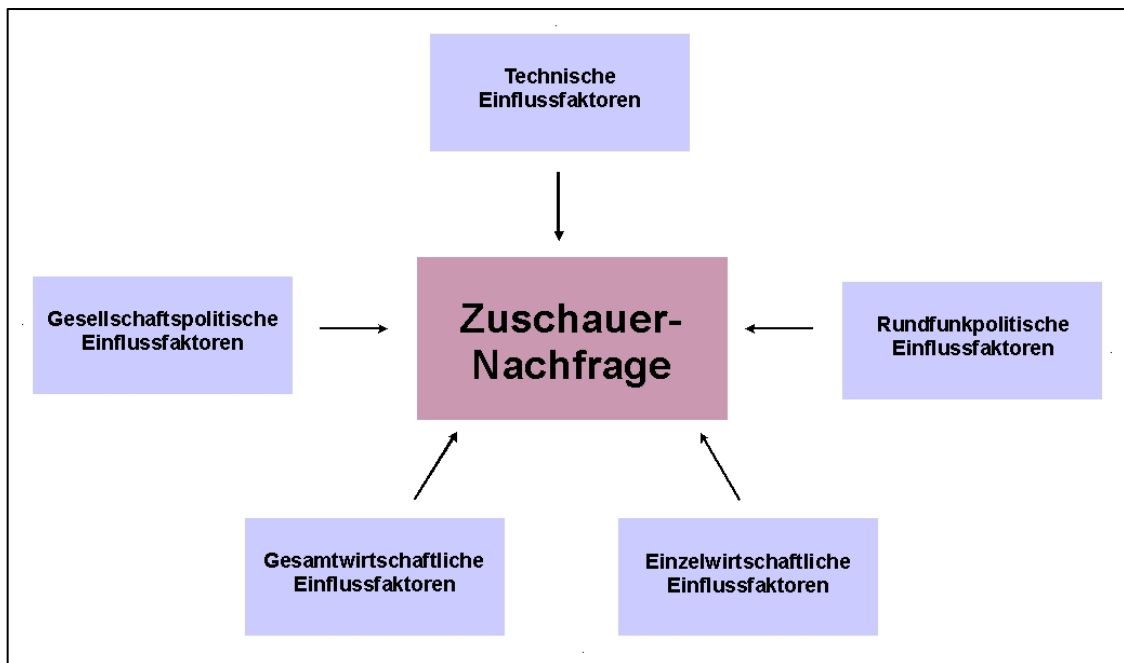 Technische
Einflussfaktoren
Gesellschaftspolitische
Einflussfaktoren
Zuschauer-
Nachfrage
Rundfunkpolitische
Einflussfaktoren
Gesamtwirtschaftliche
Einflussfaktoren
Einzelwirtschaftliche
Einflussfaktoren